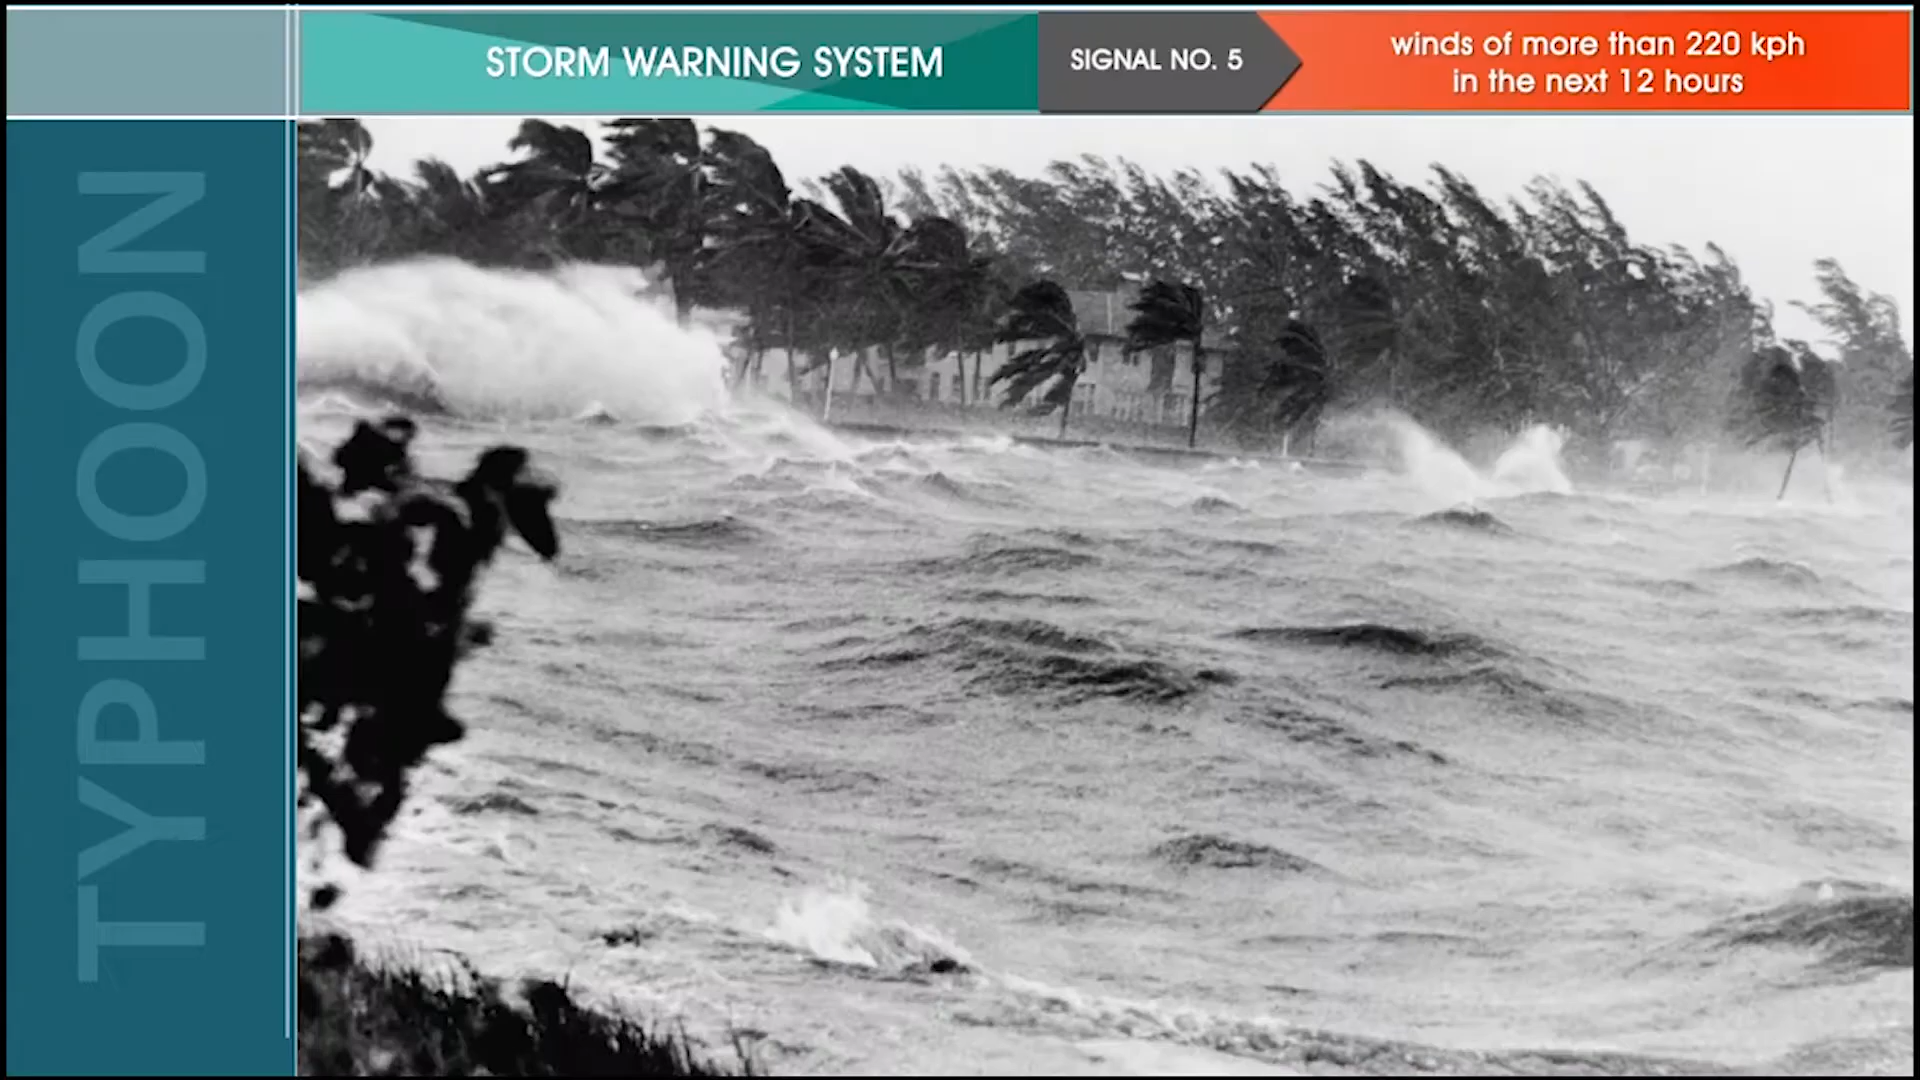 STORM WARNING SYSTEM
SIGNAL NO. 5
winds of more than 220 kph
in the next 12 hours
TYPHOON